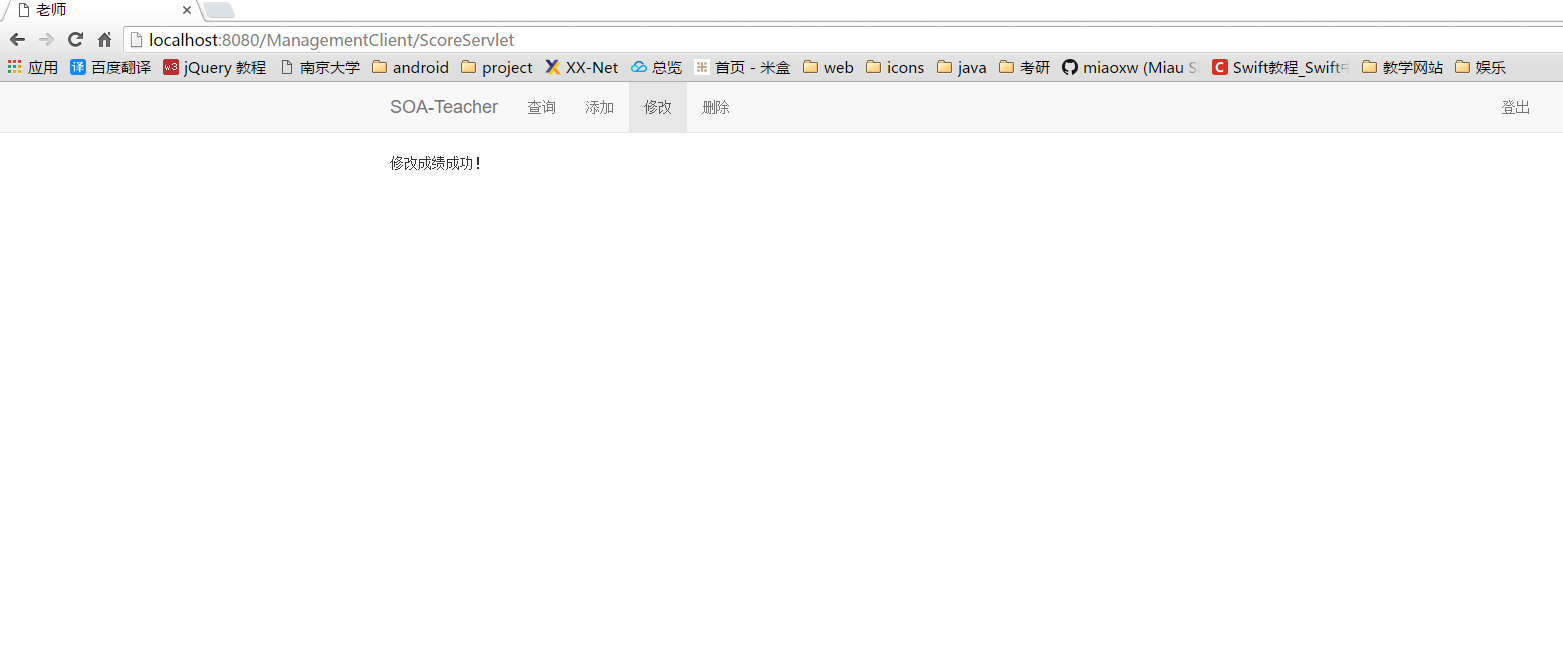 老师
localhost:8080/ManagementClient/ScoreServlet
应用 译 百度翻译 w3 jQuery 教程 南京大学 android project XX-Net 总览 首页 - 米盒 web icons java 考研 miaoxw (Miau C Swift教程_Swift 教学网站 娱乐
SOA-Teacher 查询 添加 修改 删除 登出
修改成绩成功!